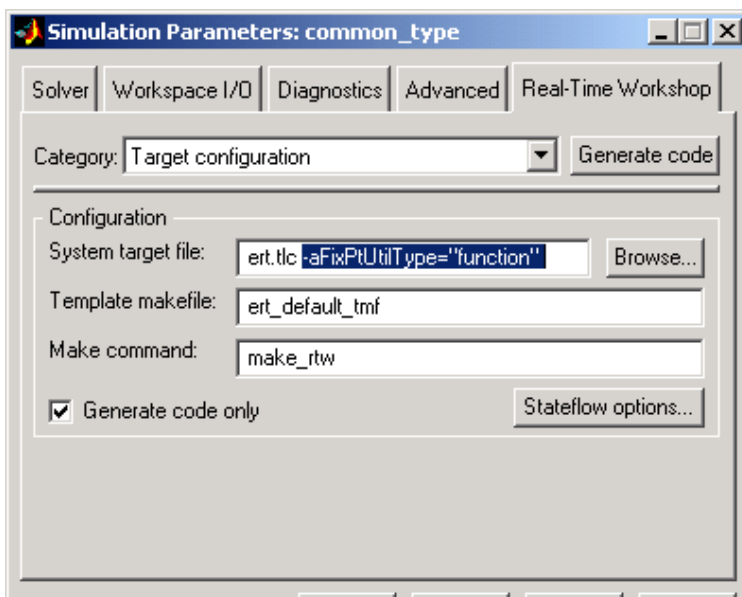 Simulation Parameters: common_type
Solver Workspace I/O Diagnostics Advanced Real-Time Workshop
Category: Target configuration Generate code
Configuration
System target file: ert.tlc -aFixPtUtilType="function" Browse...
Template makefile: ert_default_tmf
Make command: make_rtw
Generate code only Stateflow options...